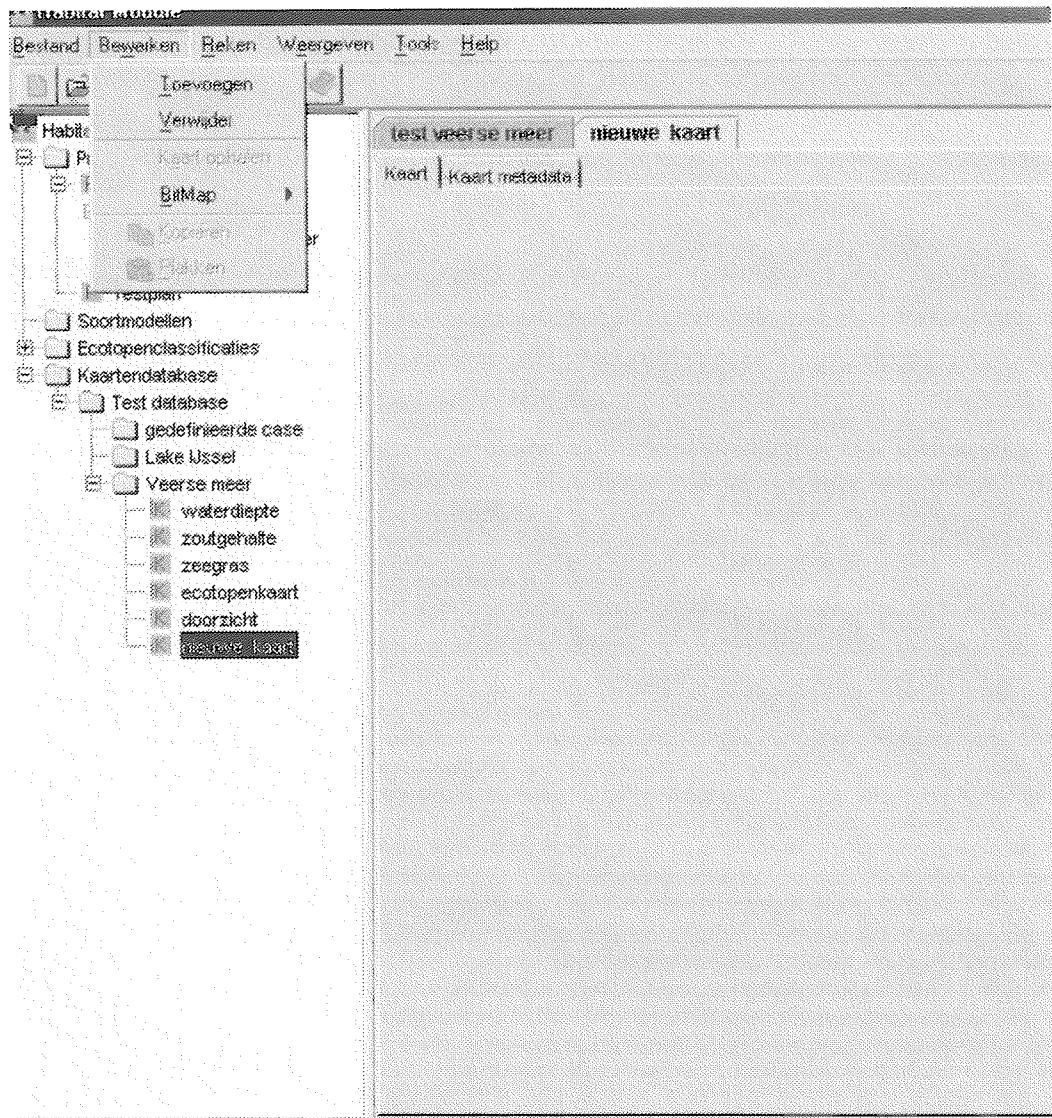 Habitat Module
Bestand Bewerken Reken Weergeven Tools Help
Toevoegen
Verwijder
Kaart ophalen
BitMap
Kopieren
Plakken
Habita
Testplan
Soortmodellen
Ecotopenclassificaties
Kaartendatabase
Test database
gedefinieerde case
Lake IJssel
Veerse meer
waterdiepte
zoutgehalte
zeegras
ecotopenkaart
doorzicht
nieuwe kaart
test veerse meer nieuwe kaart
Kaart Kaart metadata